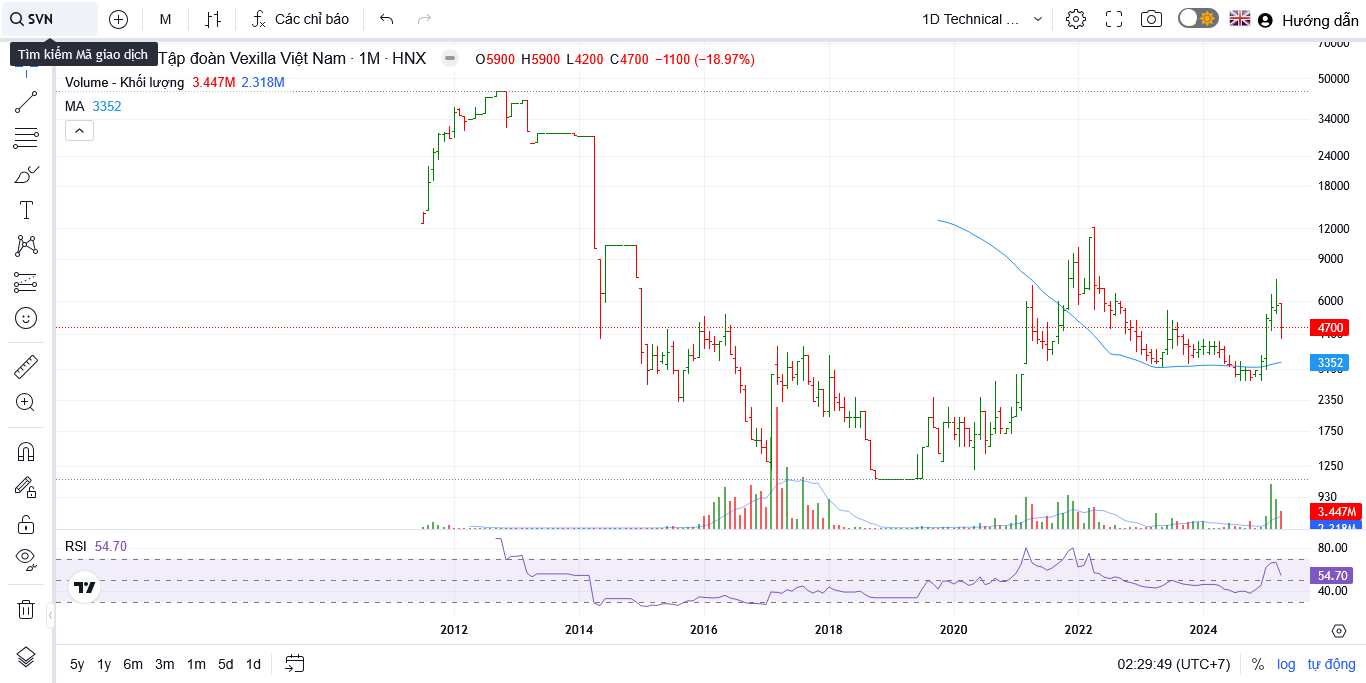 SVN M Các chỉ báo 1D Technical ... Hướng dẫn
Tìm kiếm Mã giao dịch
Tập đoàn Vexilla Việt Nam · 1M · HNX O5900 H5900 L4200 C4700 −1100 (−18.97%)
Volume - Khối lượng 3.447M 2.318M
MA 3352
70000
50000
34000
24000
18000
12000
9000
6000
4700
3352
2350
1750
1250
930
3.447M
2.318M
RSI 54.70
80.00
54.70
40.00
2012 2014 2016 2018 2020 2022 2024
5y 1y 6m 3m 1m 5d 1d 02:29:49 (UTC+7) % log tự động